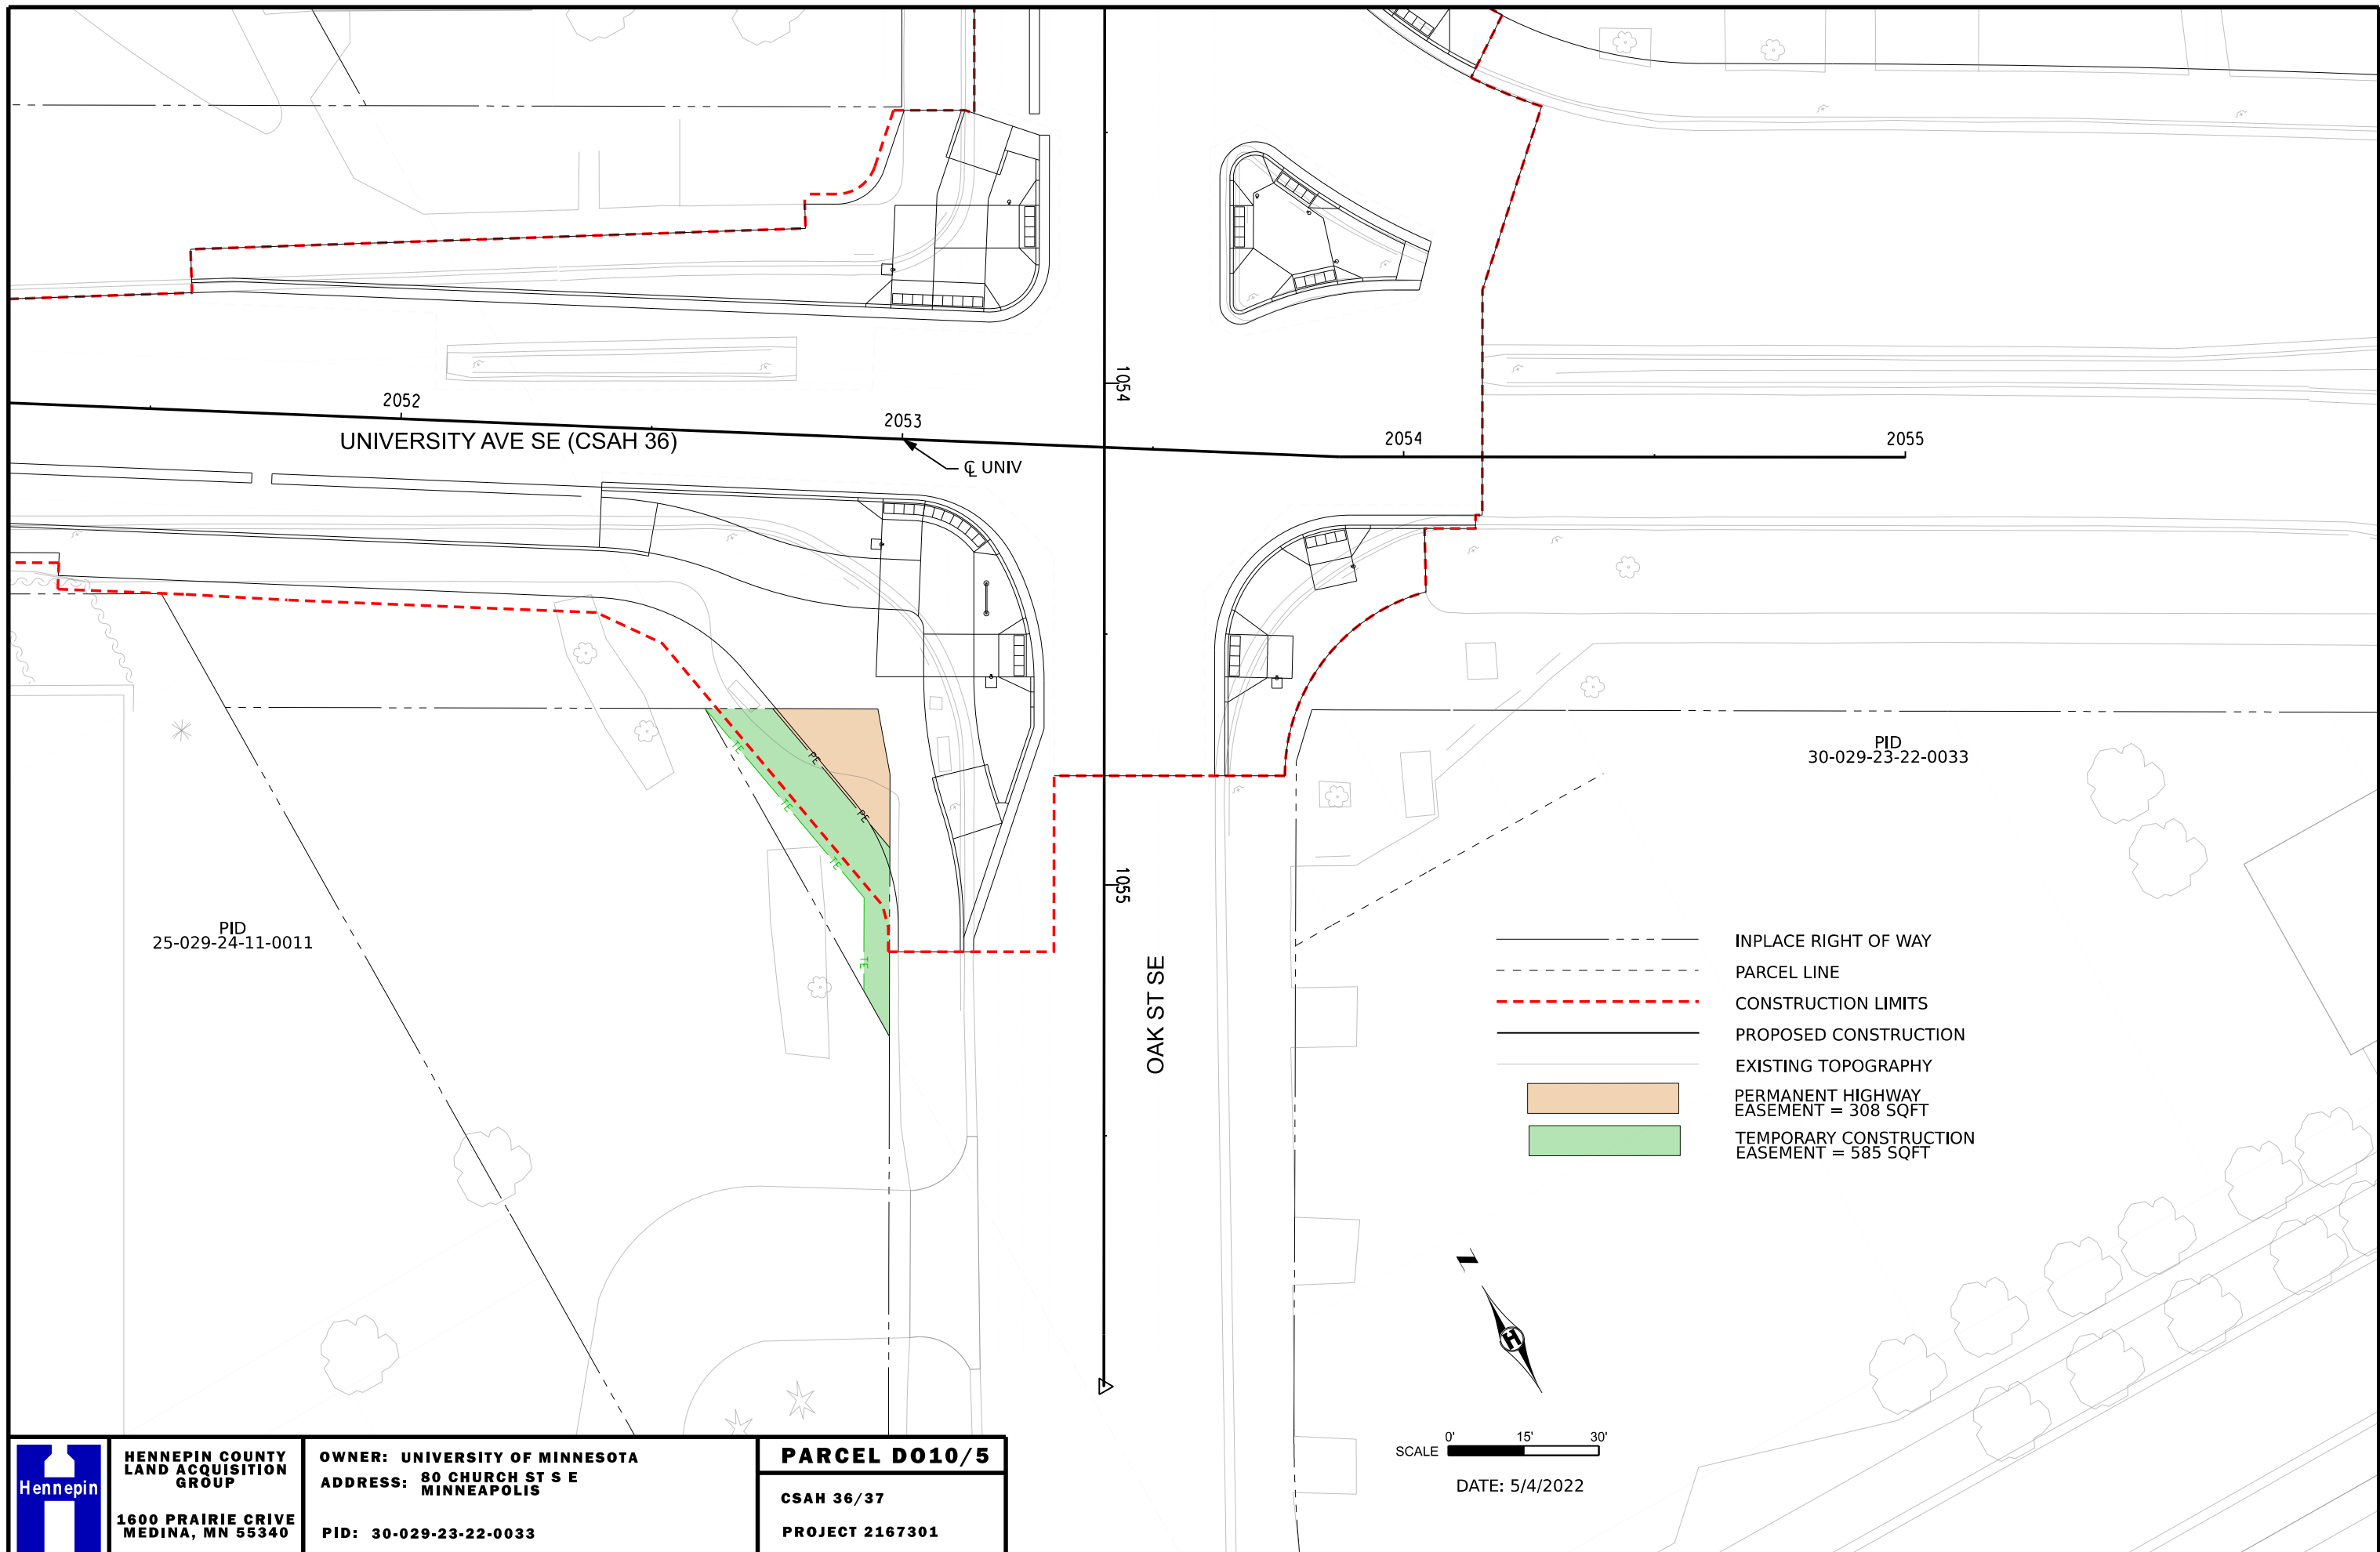 1054
2052
2053
2054
2055
UNIVERSITY AVE SE (CSAH 36)
℄ UNIV
PE
PE
TE
TE
TE
TE
1055
OAK ST SE
PID
30-029-23-22-0033
PID
25-029-24-11-0011
INPLACE RIGHT OF WAY
PARCEL LINE
CONSTRUCTION LIMITS
PROPOSED CONSTRUCTION
EXISTING TOPOGRAPHY
PERMANENT HIGHWAY
EASEMENT = 308 SQFT
TEMPORARY CONSTRUCTION
EASEMENT = 585 SQFT
N
H
0' 15' 30'
SCALE
DATE: 5/4/2022
Hennepin
HENNEPIN COUNTY
LAND ACQUISITION
GROUP
1600 PRAIRIE CRIVE
MEDINA, MN 55340
OWNER: UNIVERSITY OF MINNESOTA
ADDRESS: 80 CHURCH ST S E
MINNEAPOLIS
PID: 30-029-23-22-0033
PARCEL DO10/5
CSAH 36/37
PROJECT 2167301